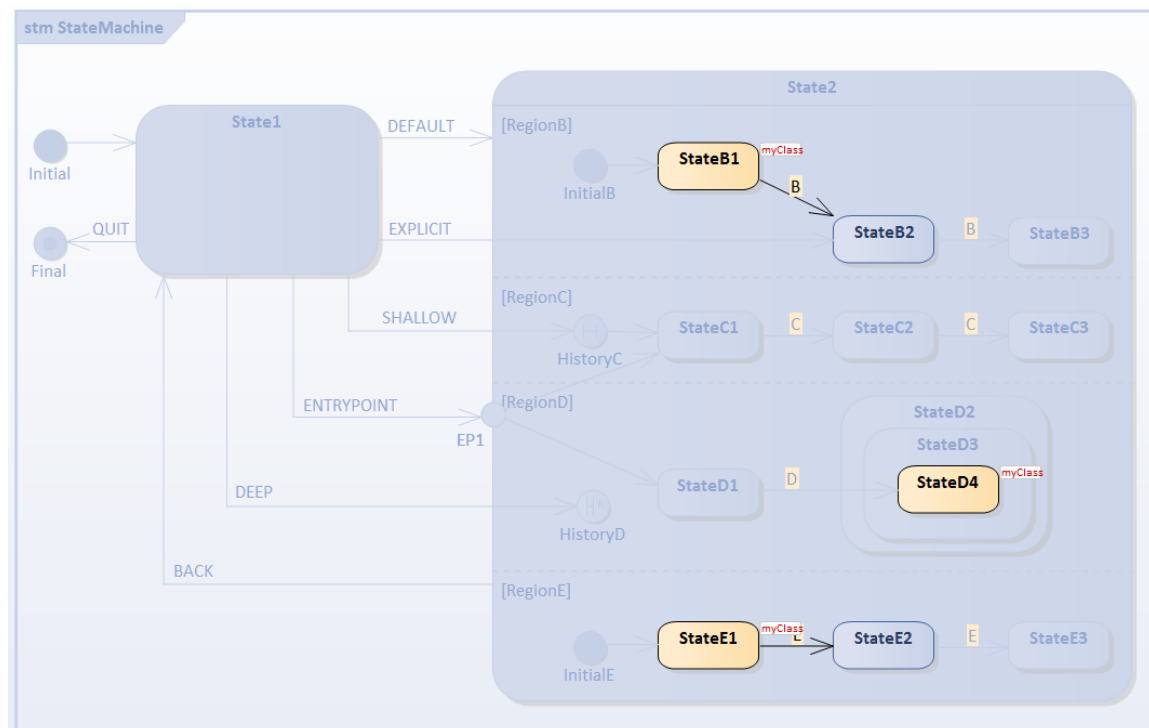 stm StateMachine
State1
State2
Initial
DEFAULT
[RegionB]
InitialB
StateB1
myClass
B
QUIT
Final
EXPLICIT
StateB2
B
StateB3
[RegionC]
SHALLOW
HistoryC
StateC1
C
StateC2
C
StateC3
ENTRYPOINT
EP1
[RegionD]
StateD2
StateD3
StateD1
D
StateD4
myClass
DEEP
H*
HistoryD
BACK
[RegionE]
InitialE
StateE1
myClass
E
StateE2
E
StateE3
H